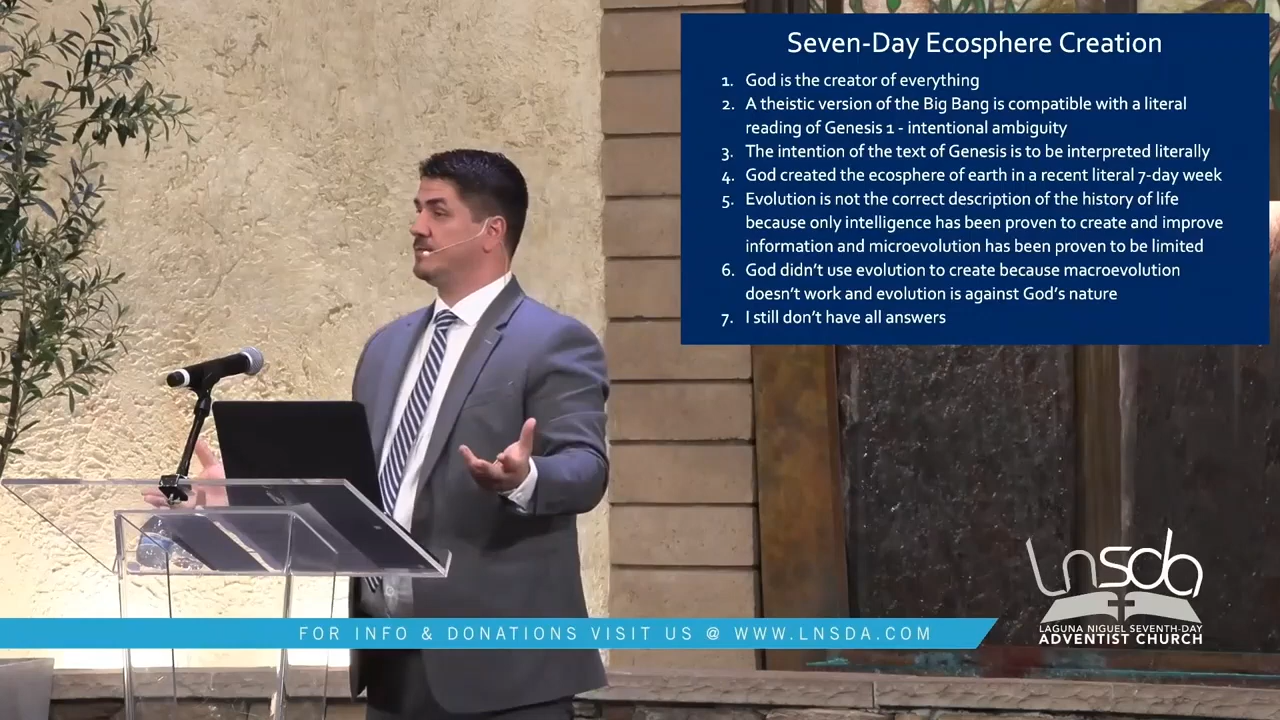 Seven-Day Ecosphere Creation
1. God is the creator of everything
2. A theistic version of the Big Bang is compatible with a literal
reading of Genesis 1 - intentional ambiguity
3. The intention of the text of Genesis is to be interpreted literally
4. God created the ecosphere of earth in a recent literal 7-day week
5. Evolution is not the correct description of the history of life
because only intelligence has been proven to create and improve
information and microevolution has been proven to be limited
6. God didn't use evolution to create because macroevolution
doesn't work and evolution is against God's nature
7. I still don't have all answers
lnsda
LAGUNA NIGUEL SEVENTH-DAY
ADVENTIST CHURCH
FOR INFO & DONATIONS VISIT US @ WWW.LNSDA.COM